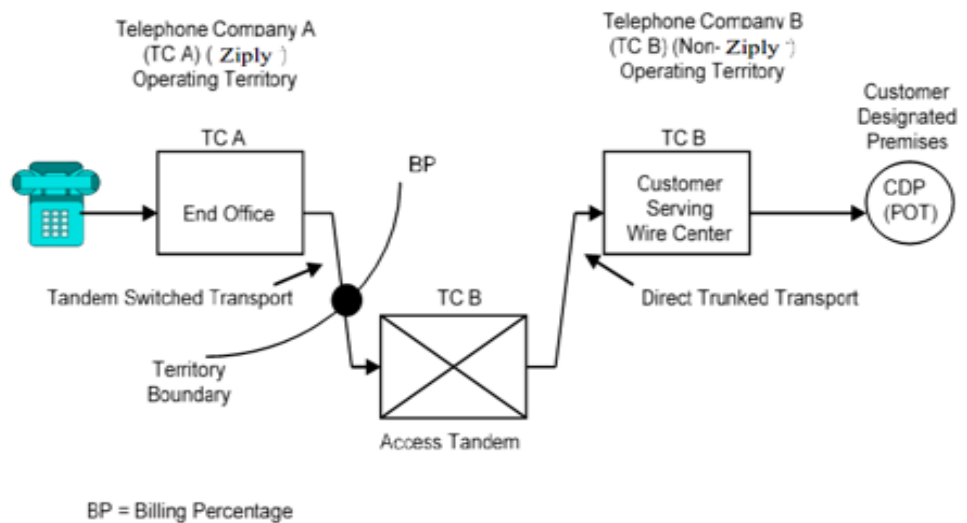 Telephone Company A
(TC A) ( Ziply )
Operating Territory
Telephone Company B
(TC B) (Non- Ziply )
Operating Territory
Customer
Designated
Premises
TC A
BP
TC B
End Office
Customer
Serving
Wire Center
CDP
(POT)
Tandem Switched Transport
TC B
Direct Trunked Transport
Territory
Boundary
Access Tandem
BP = Billing Percentage